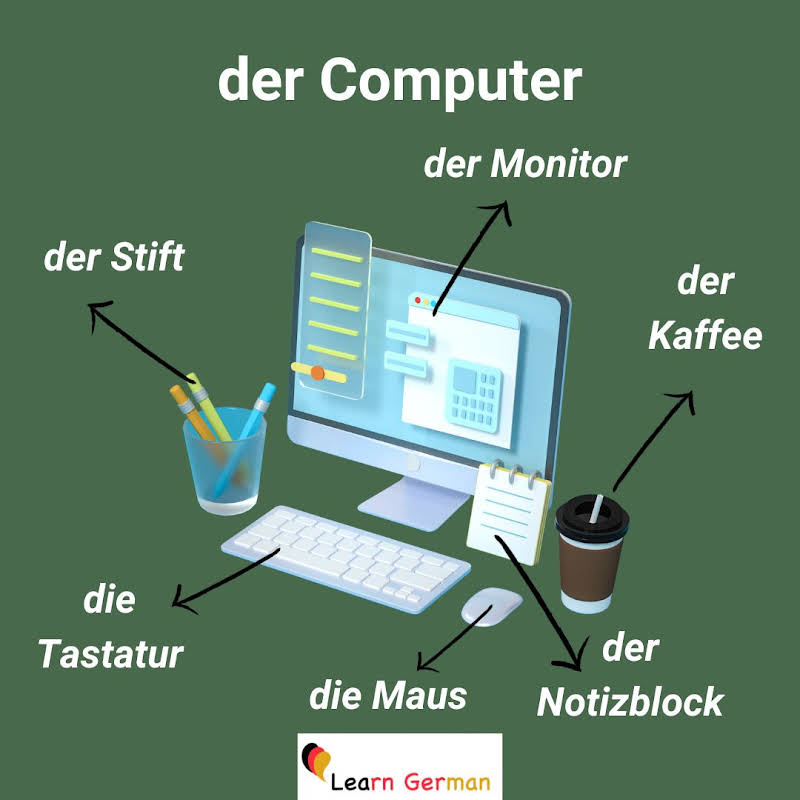 der Computer
der Monitor
der Stift
der
Kaffee
die
Tastatur
die Maus
der
Notizblock
Learn German